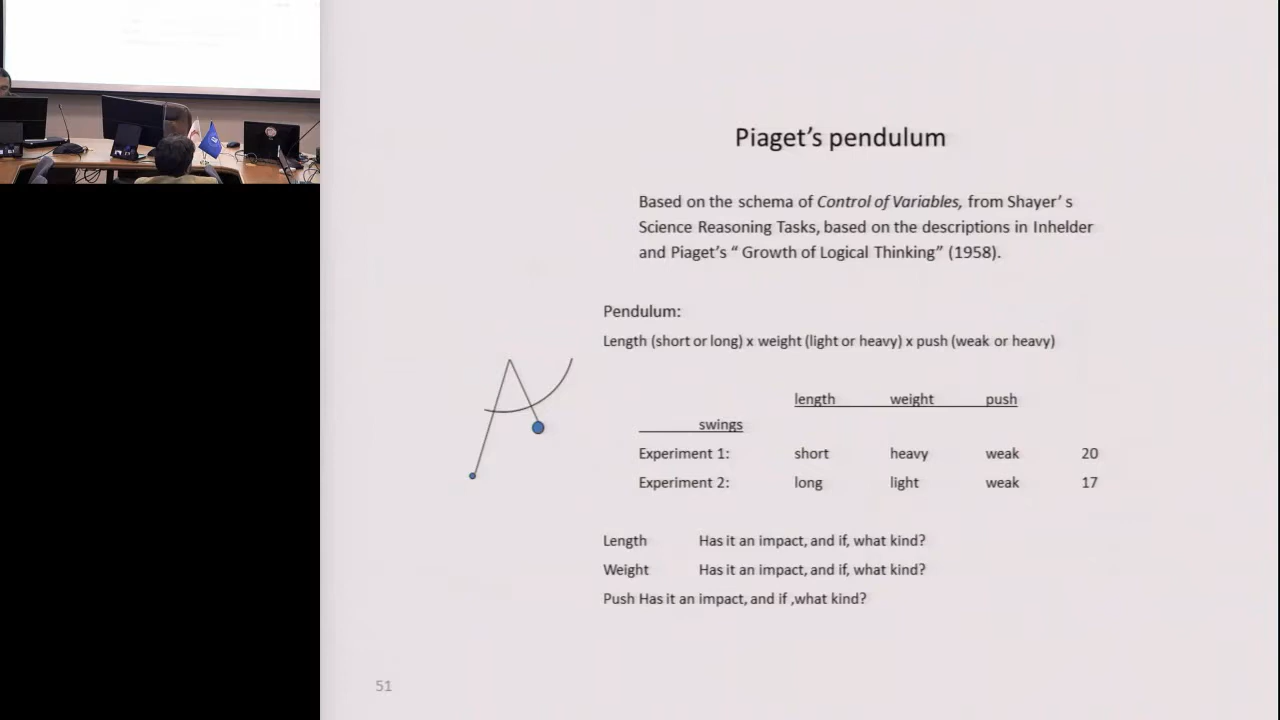 Piaget's pendulum
Based on the schema of Control of Variables, from Shayer' s
Science Reasoning Tasks, based on the descriptions in Inhelder
and Piaget's " Growth of Logical Thinking" (1958).
Pendulum:
Length (short or long) x weight (light or heavy) x push (weak or heavy)
length weight push
swings
Experiment 1: short heavy weak 20
Experiment 2: long light weak 17
Length Has it an impact, and if, what kind?
Weight Has it an impact, and if, what kind?
Push Has it an impact, and if ,what kind?
51